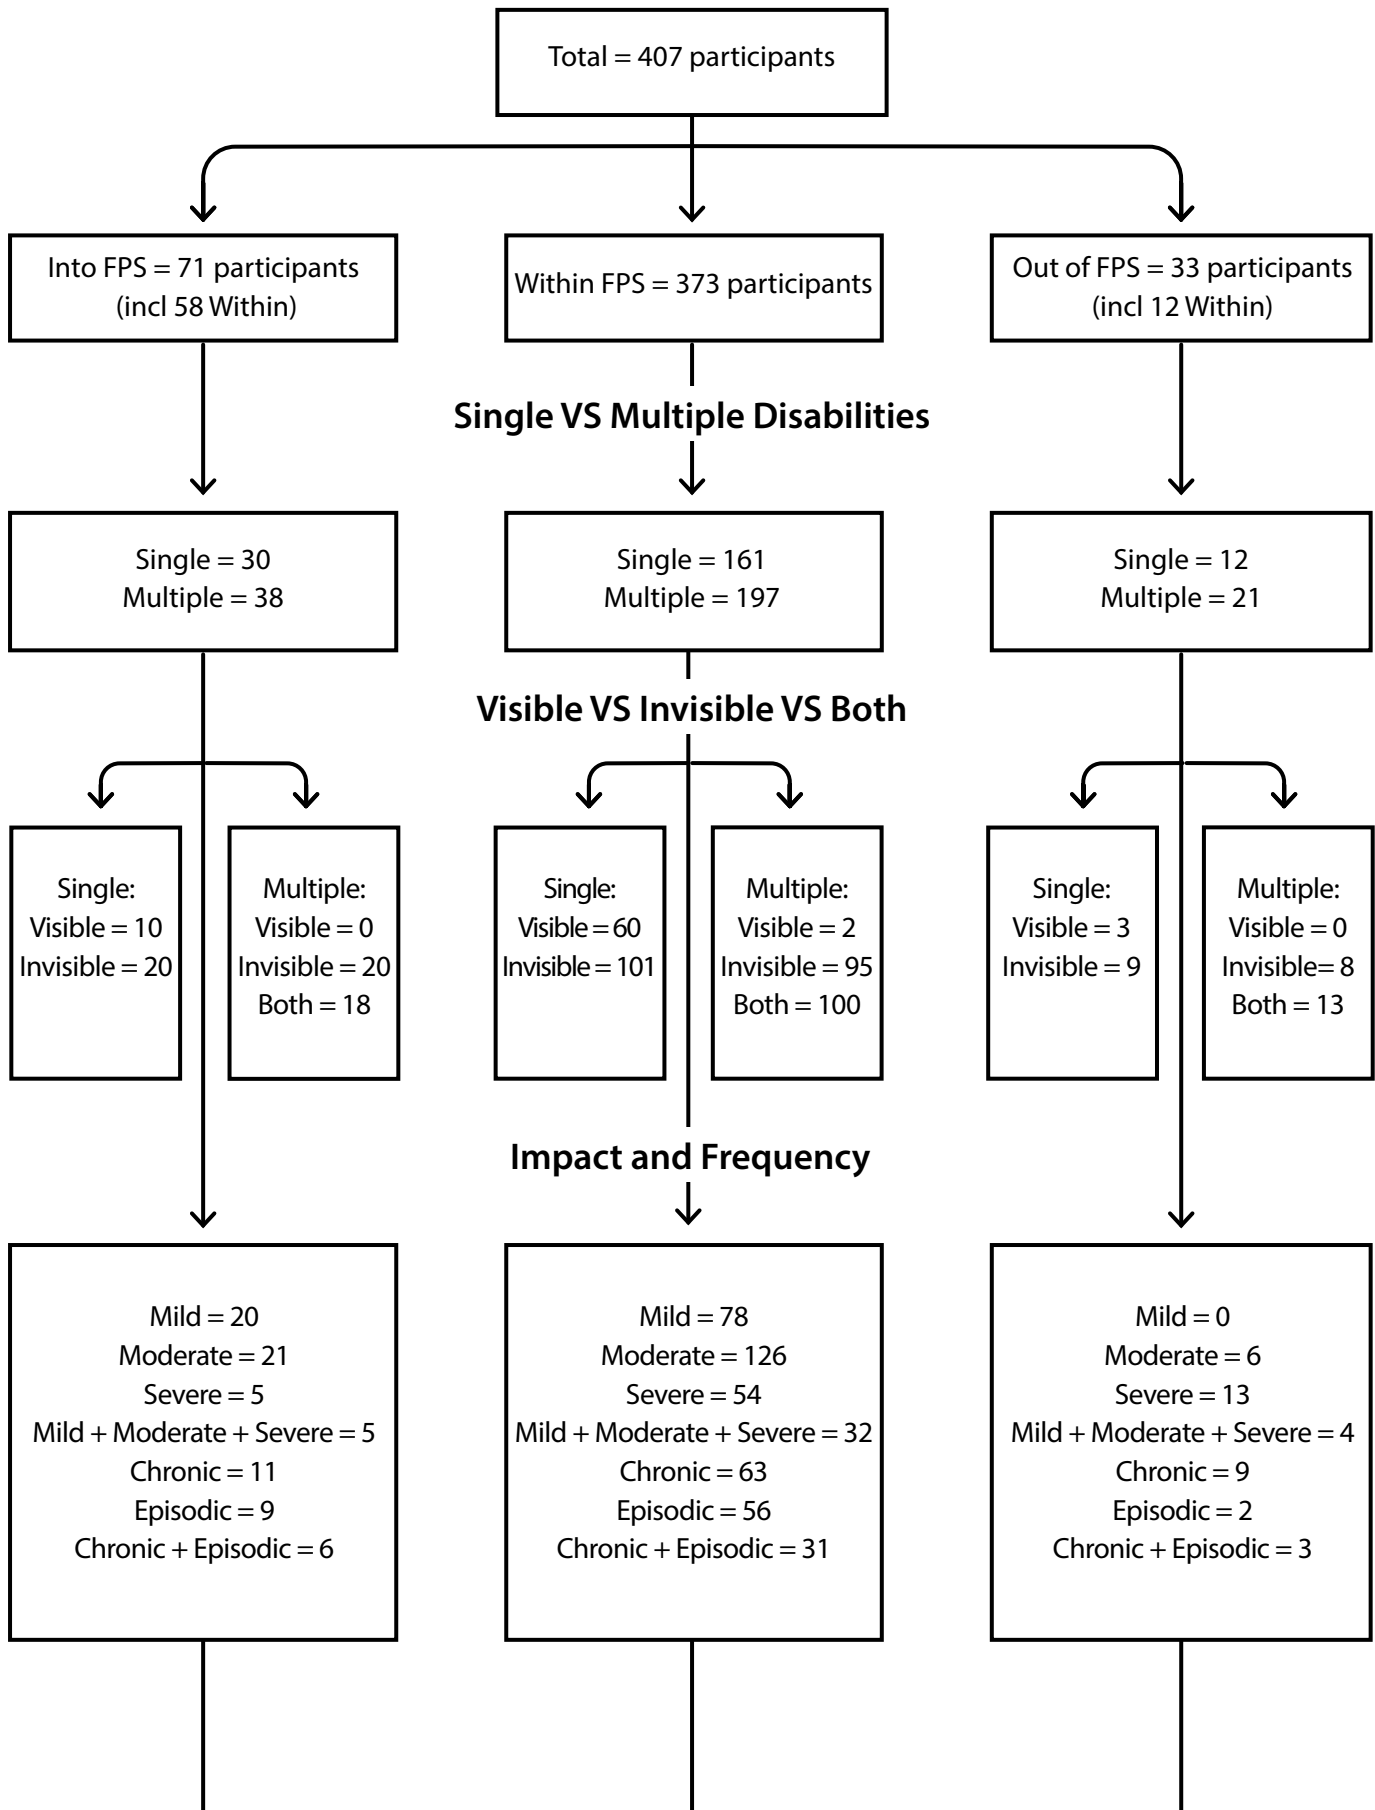 Total = 407 participants
Into FPS = 71 participants
(incl 58 Within)
Within FPS = 373 participants
Out of FPS = 33 participants
(incl 12 Within)
Single VS Multiple Disabilities
Single = 30
Multiple = 38
Single = 161
Multiple = 197
Single = 12
Multiple = 21
Visible VS Invisible VS Both
Single:
Visible = 10
Invisible = 20
Multiple:
Visible = 0
Invisible = 20
Both = 18
Single:
Visible = 60
Invisible = 101
Multiple:
Visible = 2
Invisible = 95
Both = 100
Single:
Visible = 3
Invisible = 9
Multiple:
Visible = 0
Invisible= 8
Both = 13
Impact and Frequency
Mild = 20
Moderate = 21
Severe = 5
Mild + Moderate + Severe = 5
Chronic = 11
Episodic = 9
Chronic + Episodic = 6
Mild = 78
Moderate = 126
Severe = 54
Mild + Moderate + Severe = 32
Chronic = 63
Episodic = 56
Chronic + Episodic = 31
Mild = 0
Moderate = 6
Severe = 13
Mild + Moderate + Severe = 4
Chronic = 9
Episodic = 2
Chronic + Episodic = 3